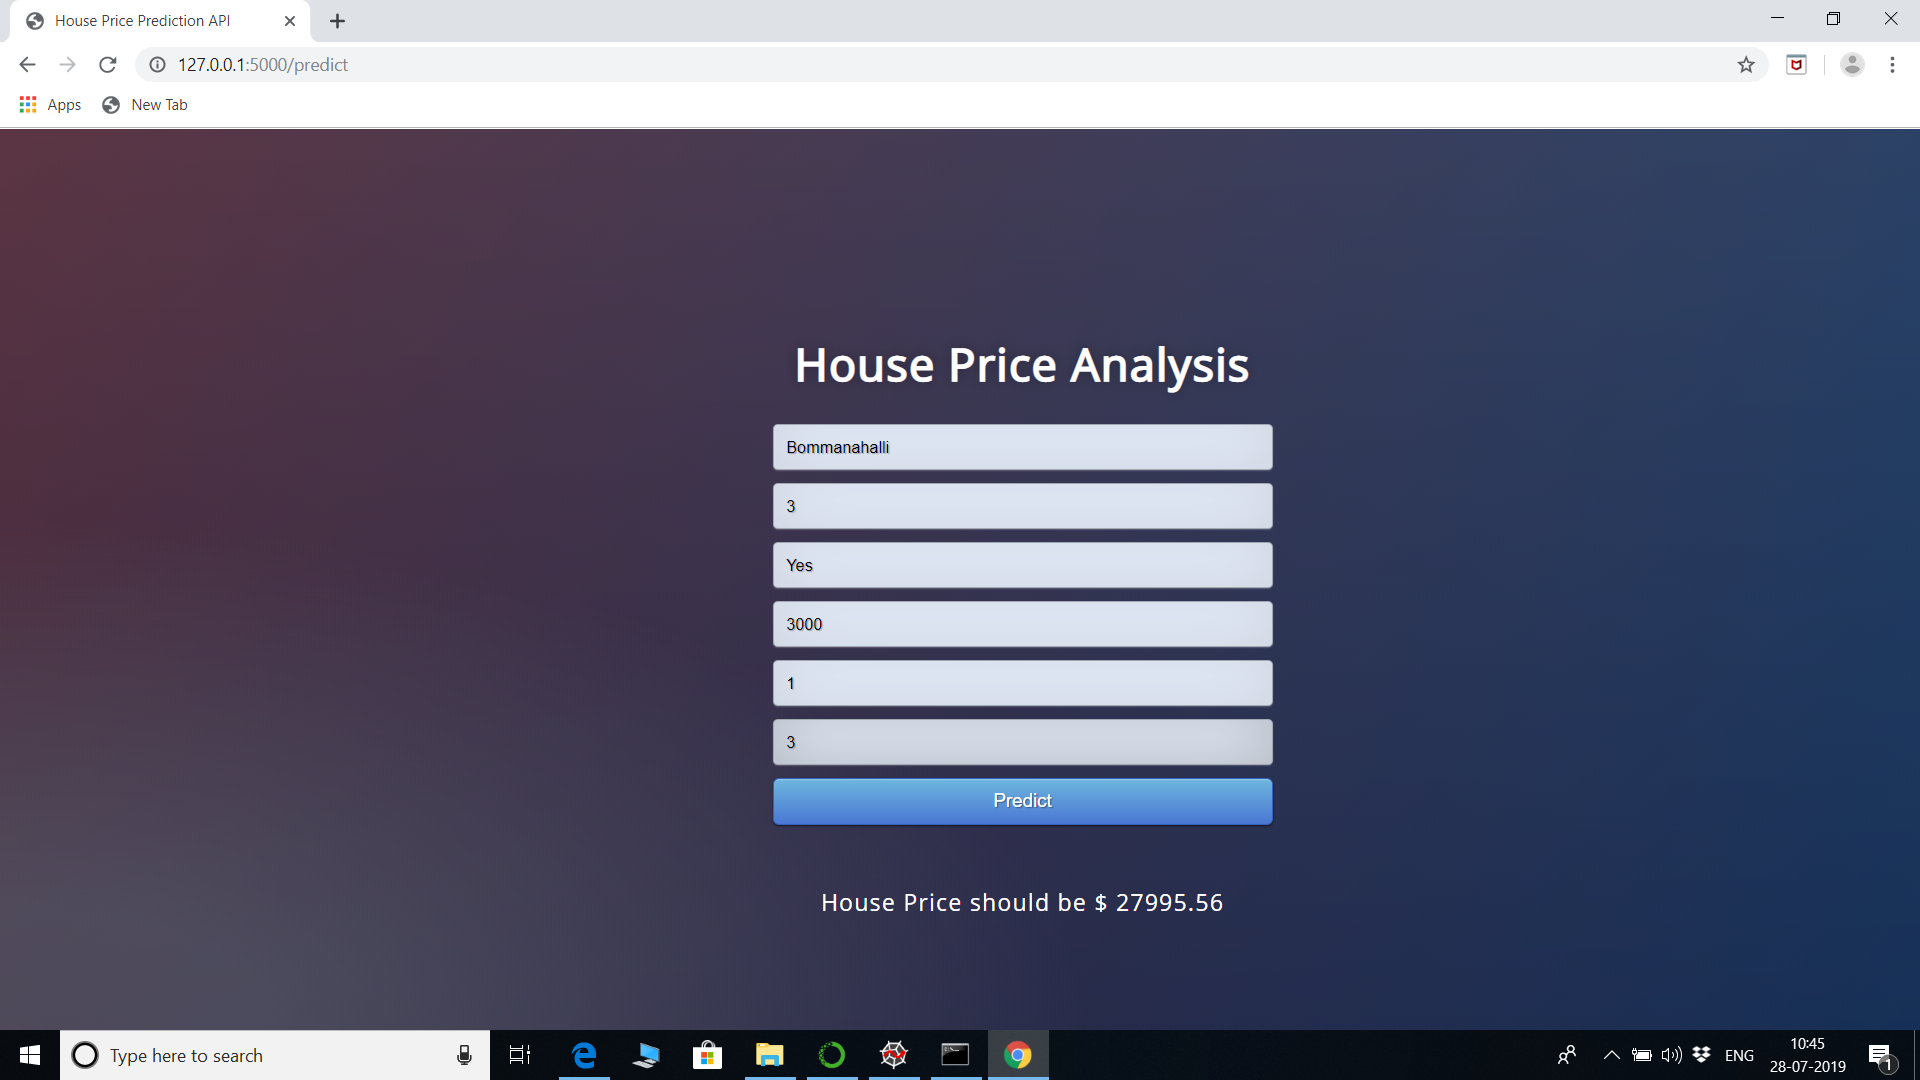 House Price Prediction API
127.0.0.1:5000/predict
Apps
New Tab
House Price Analysis
Bommanahalli
3
Yes
3000
1
3
Predict
House Price should be $ 27995.56
Type here to search
ENG
10:45
28-07-2019
1